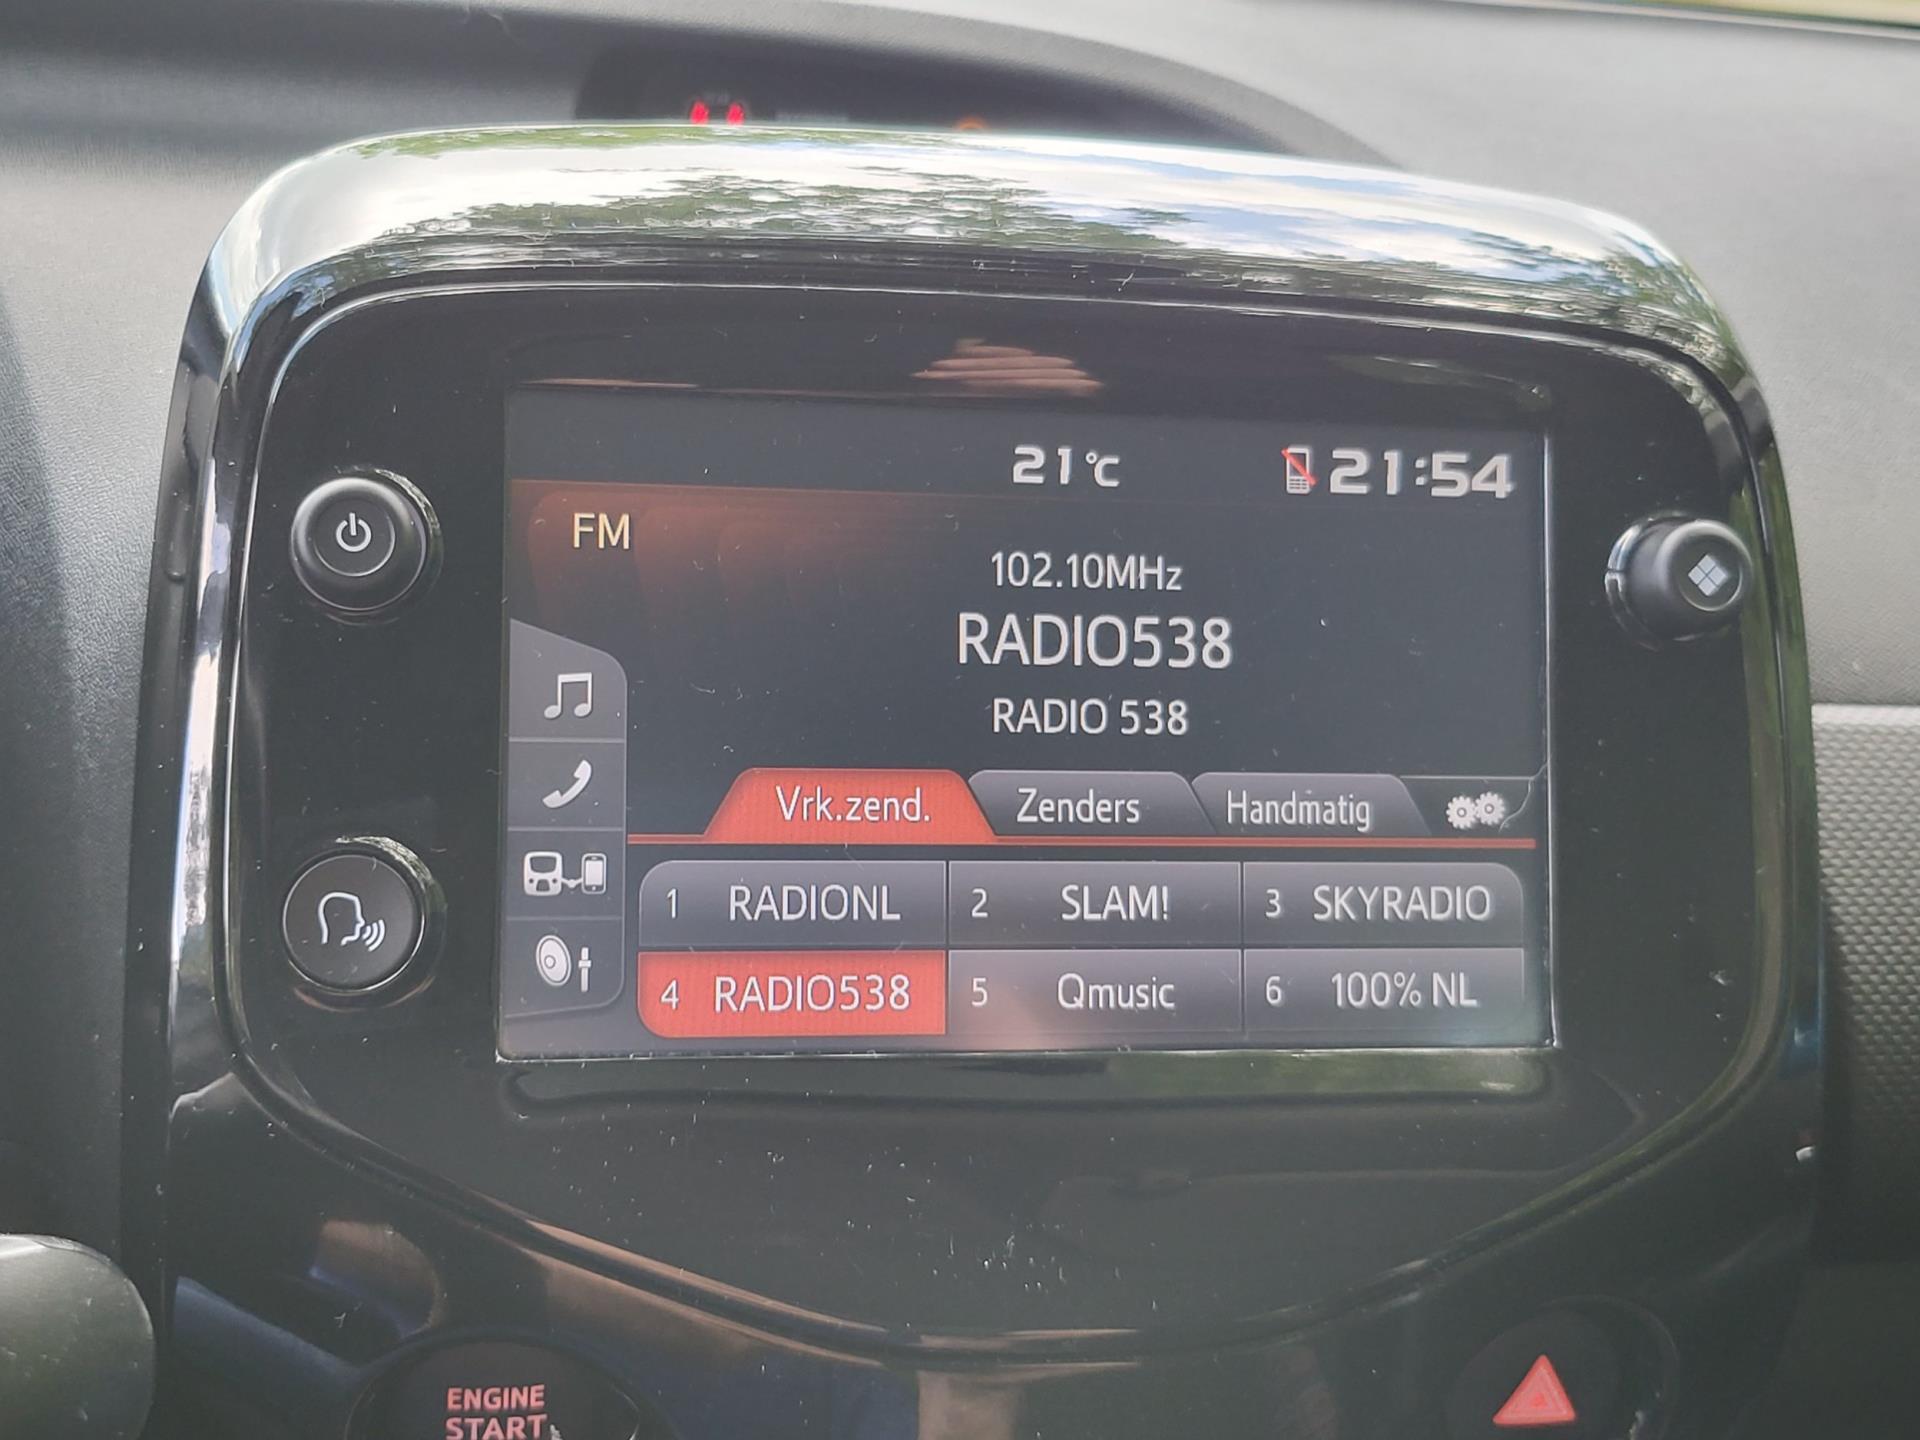 21°C 21:54
FM
102.10MHz
RADIO538
RADIO 538
Vrk.zend. Zenders Handmatig
1 RADIONL 2 SLAM! 3 SKYRADIO
4 RADIO538 5 Qmusic 6 100% NL
ENGINE
START